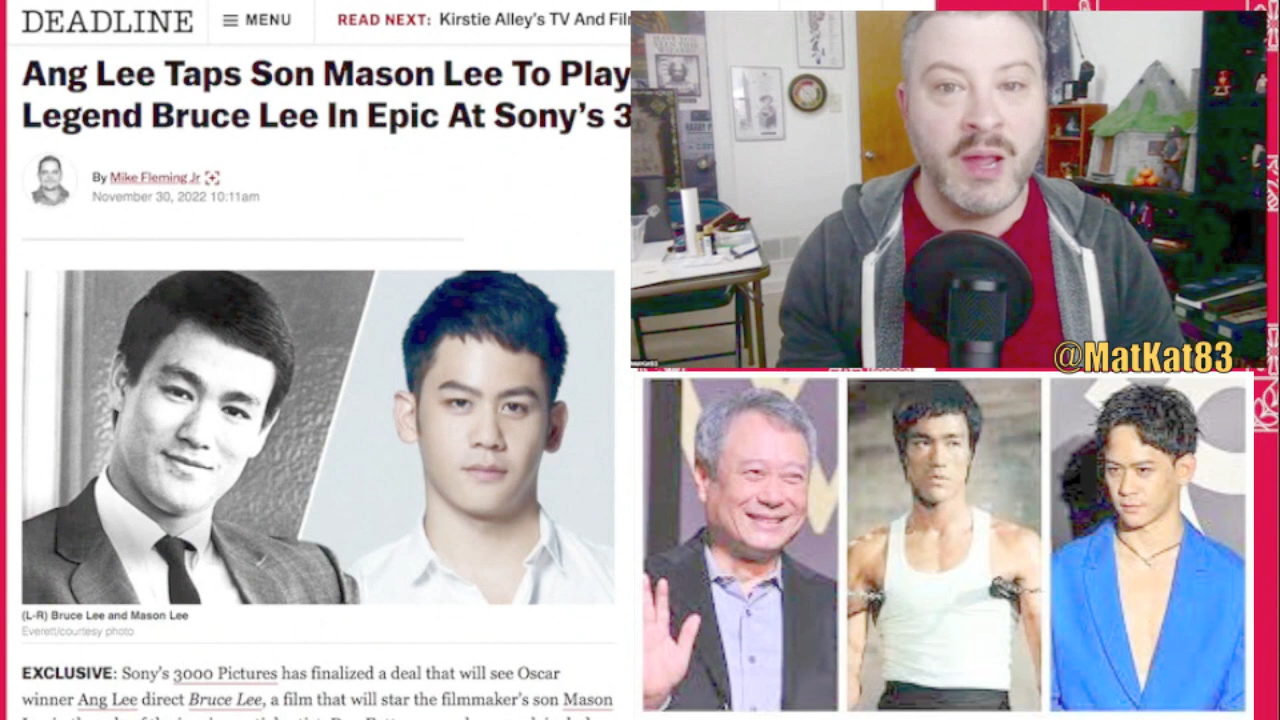 DEADLINE
MENU
READ NEXT: Kirstie Alley's TV And Fil
Ang Lee Taps Son Mason Lee To Play
Legend Bruce Lee In Epic At Sony's 3
By Mike Fleming Jr
November 30, 2022 10:11am
@MatKat83
(L-R) Bruce Lee and Mason Lee
Everett/courtesy photo
EXCLUSIVE: Sony's 3000 Pictures has finalized a deal that will see Oscar
winner Ang Lee direct Bruce Lee, a film that will star the filmmaker's son Mason